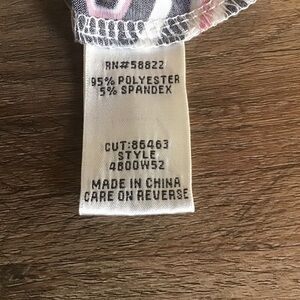 RN#58822
95% POLYESTER
5% SPANDEX
CUT:86463
STYLE
4800W52
MADE IN CHINA
CARE ON REVERSE